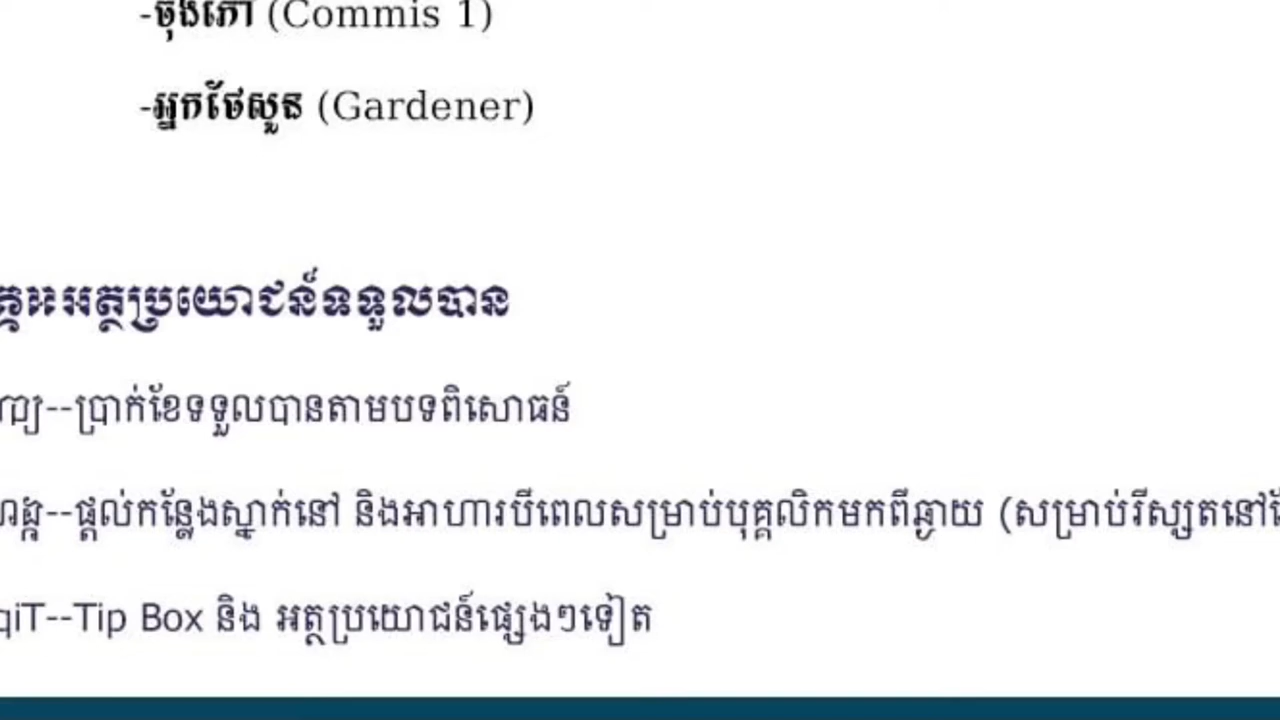 -ចុងភៅ (Commis 1)
-អ្នកថែសួន (Gardener)
អត្ថប្រយោជន៍ទទួលបាន
--ប្រាក់ខែទទួលបានតាមបទពិសោធន៍
--ផ្តល់កន្លែងស្នាក់នៅ និងអាហារបីពេលសម្រាប់បុគ្គលិកមកពីឆ្ងាយ (សម្រាប់រីស្សតនៅ
--Tip Box និង អត្ថប្រយោជន៍ផ្សេងៗទៀត